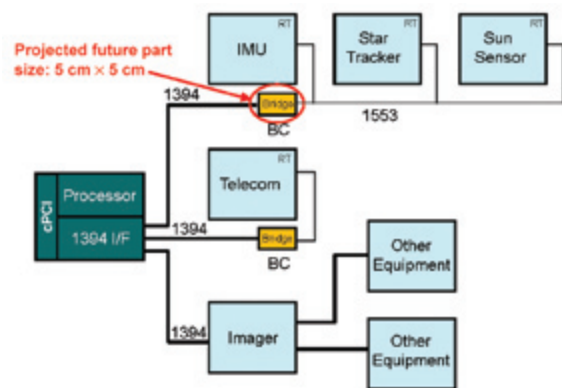 Projected future part
size: 5 cm × 5 cm
RT
IMU
RT
Star
Tracker
RT
Sun
Sensor
1394
Bridge
BC
1553
RT
Telecom
cPCI
Processor
1394 I/F
1394
Bridge
BC
1394
Imager
Other
Equipment
Other
Equipment